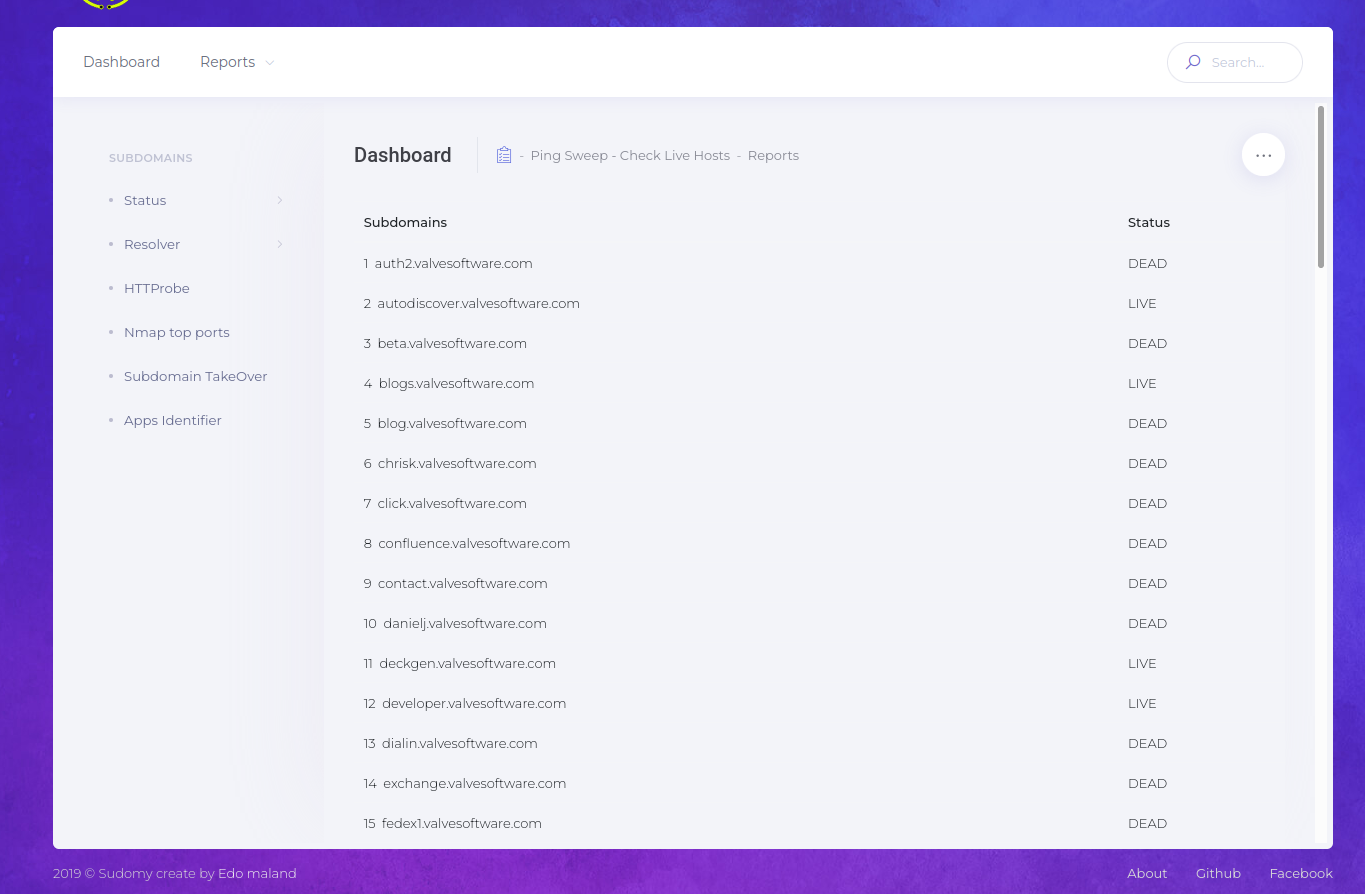 Dashboard Reports Search...
SUBDOMAINS
Status
Resolver
HTTProbe
Nmap top ports
Subdomain TakeOver
Apps Identifier
Dashboard - Ping Sweep - Check Live Hosts - Reports ...
Subdomains Status
1 auth2.valvesoftware.com DEAD
2 autodiscover.valvesoftware.com LIVE
3 beta.valvesoftware.com DEAD
4 blogs.valvesoftware.com LIVE
5 blog.valvesoftware.com DEAD
6 chrisk.valvesoftware.com DEAD
7 click.valvesoftware.com DEAD
8 confluence.valvesoftware.com DEAD
9 contact.valvesoftware.com DEAD
10 danielj.valvesoftware.com DEAD
11 deckgen.valvesoftware.com LIVE
12 developer.valvesoftware.com LIVE
13 dialin.valvesoftware.com DEAD
14 exchange.valvesoftware.com DEAD
15 fedex1.valvesoftware.com DEAD
2019 © Sudomy create by Edo maland About Github Facebook